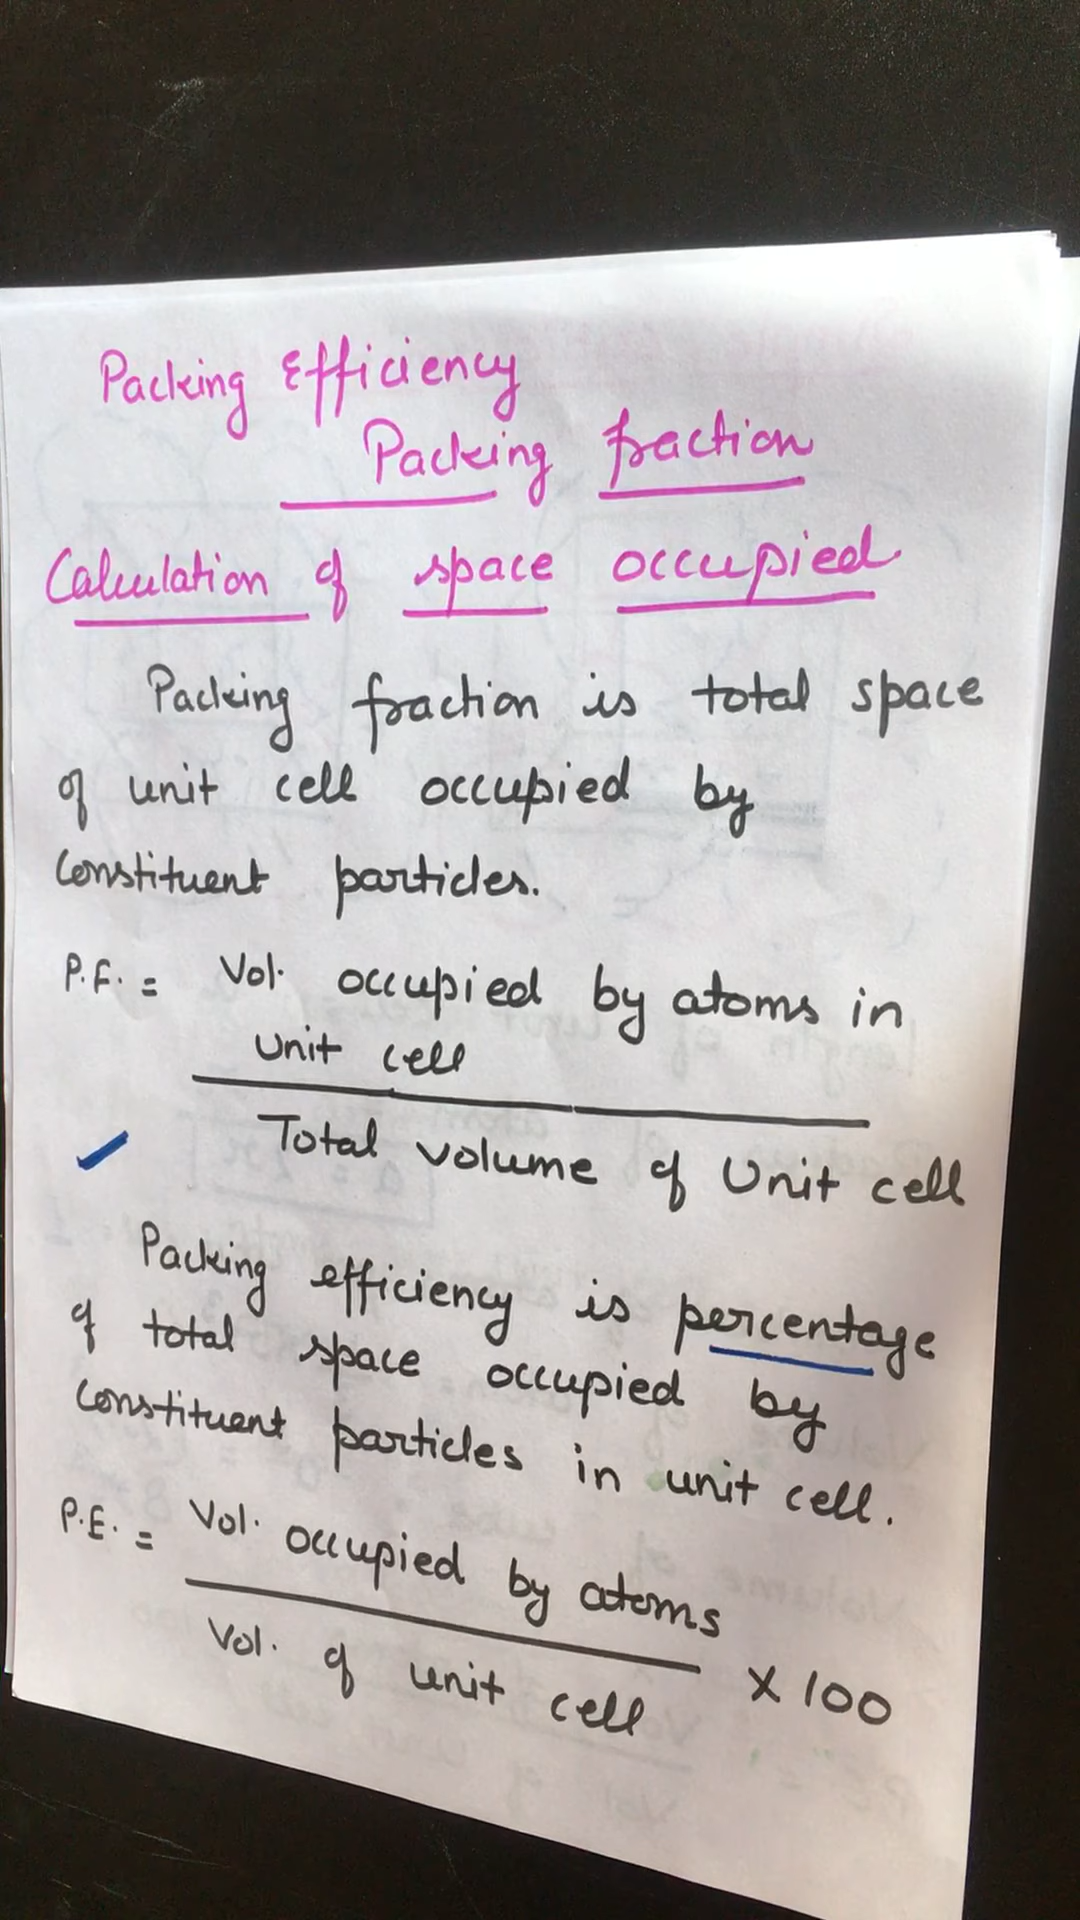 Packing Efficiency
Packing fraction
Calculation of space occupied
Packing fraction is total space
of unit cell occupied by
constituent particles.
P.F. = Vol. occupied by atoms in
unit cell
Total volume of Unit cell
Packing efficiency is percentage
of total space occupied by
constituent particles in unit cell.
P.E. = Vol. occupied by atoms
Vol. of unit cell
X 100